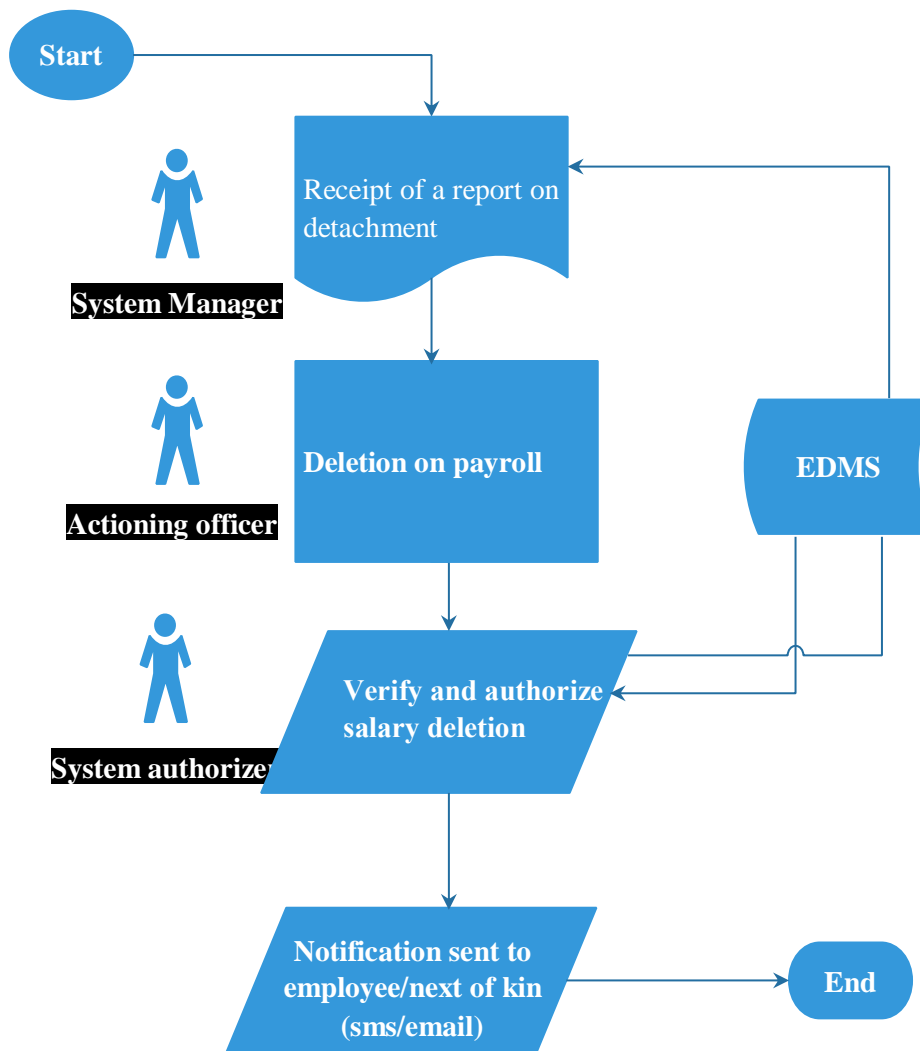 Start
Receipt of a report on
detachment
System Manager
Deletion on payroll
EDMS
Actioning officer
Verify and authorize
salary deletion
System authorizer
Notification sent to
employee/next of kin
(sms/email)
End